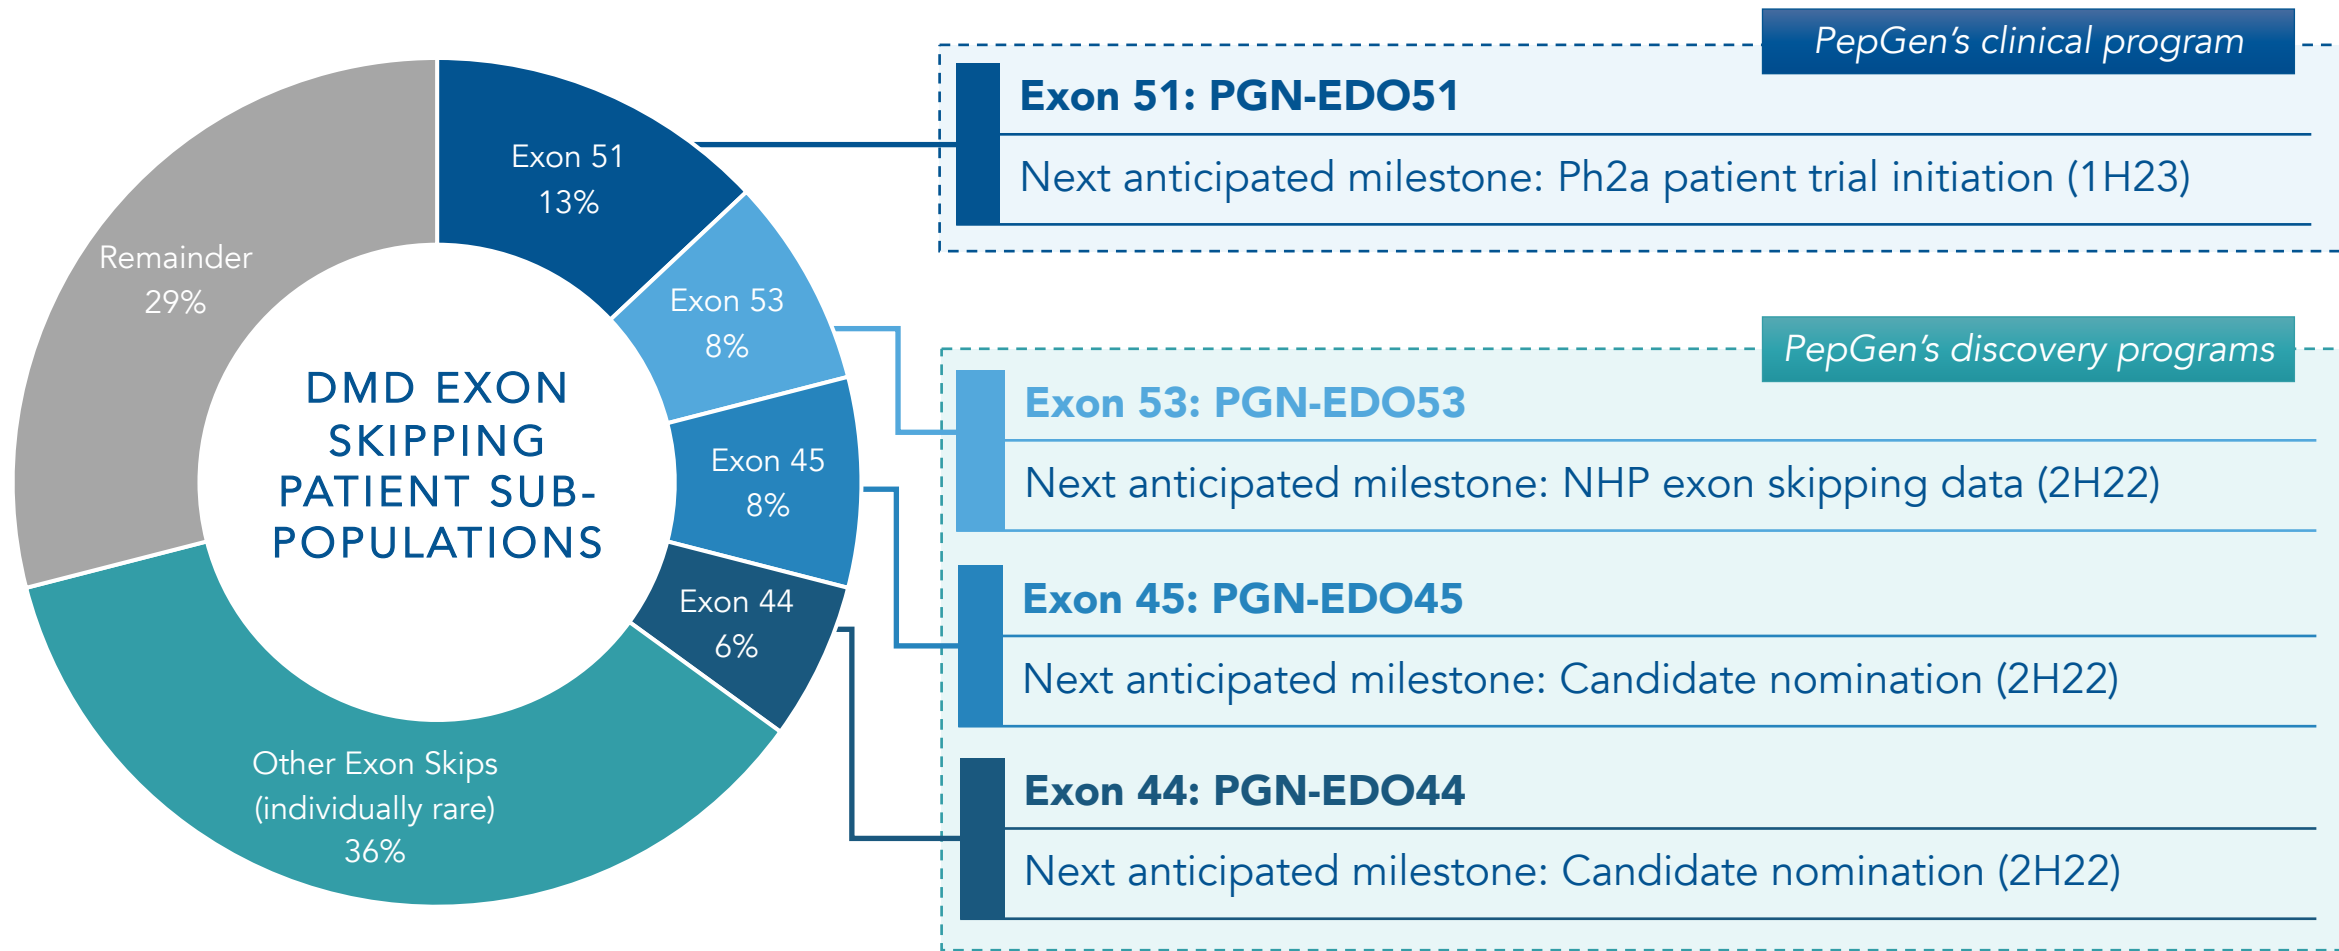 Exon 51
13%
Exon 53
8%
Exon 45
8%
Exon 44
6%
Other Exon Skips
(individually rare)
36%
Remainder
29%
DMD EXON
SKIPPING
PATIENT SUB-
POPULATIONS
PepGen's clinical program
Exon 51: PGN-EDO51
Next anticipated milestone: Ph2a patient trial initiation (1H23)
PepGen's discovery programs
Exon 53: PGN-EDO53
Next anticipated milestone: NHP exon skipping data (2H22)
Exon 45: PGN-EDO45
Next anticipated milestone: Candidate nomination (2H22)
Exon 44: PGN-EDO44
Next anticipated milestone: Candidate nomination (2H22)